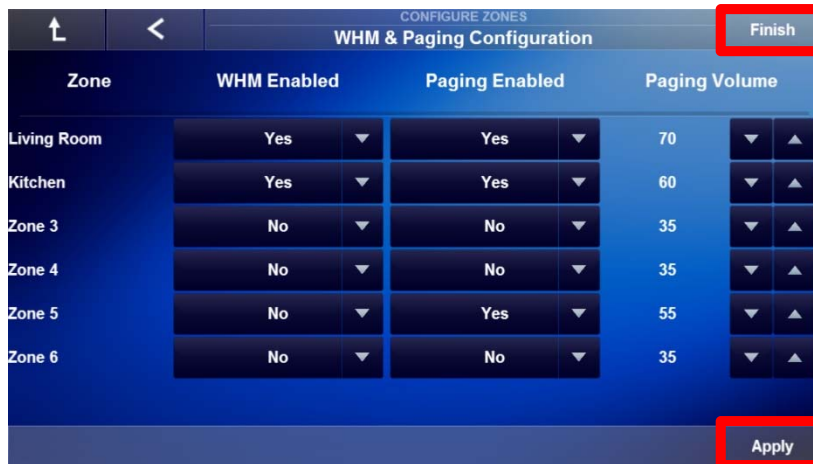 CONFIGURE ZONES
WHM & Paging Configuration
Finish
Zone WHM Enabled Paging Enabled Paging Volume
Living Room Yes Yes 70
Kitchen Yes Yes 60
Zone 3 No No 35
Zone 4 No No 35
Zone 5 No Yes 55
Zone 6 No No 35
Apply